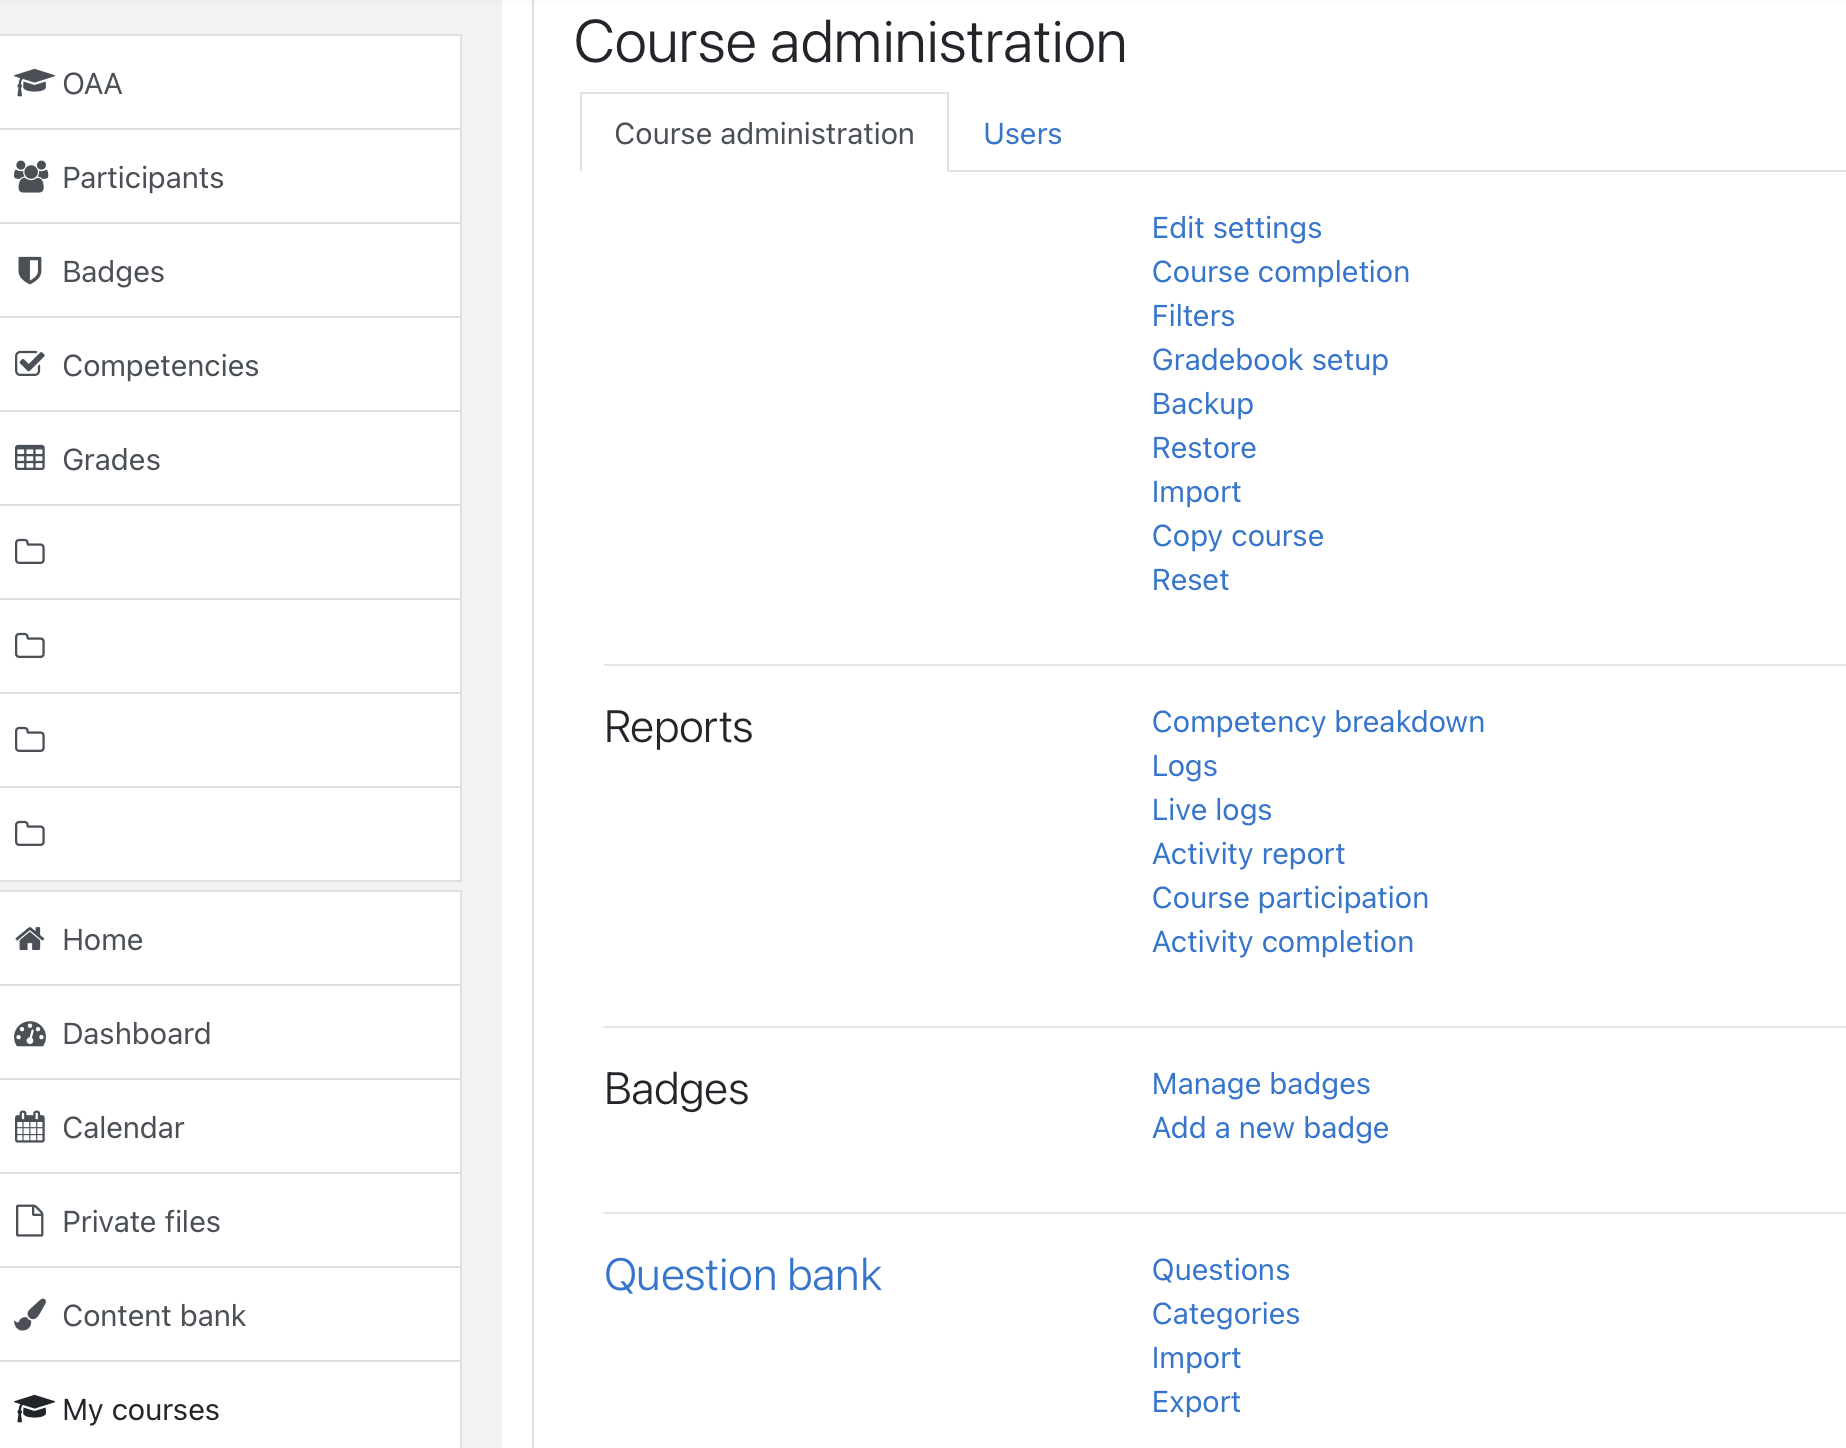 OAA
Participants
Badges
Competencies
Grades
Home
Dashboard
Calendar
Private files
Content bank
My courses
Course administration
Course administration
Users
Edit settings
Course completion
Filters
Gradebook setup
Backup
Restore
Import
Copy course
Reset
Reports
Competency breakdown
Logs
Live logs
Activity report
Course participation
Activity completion
Badges
Manage badges
Add a new badge
Question bank
Questions
Categories
Import
Export